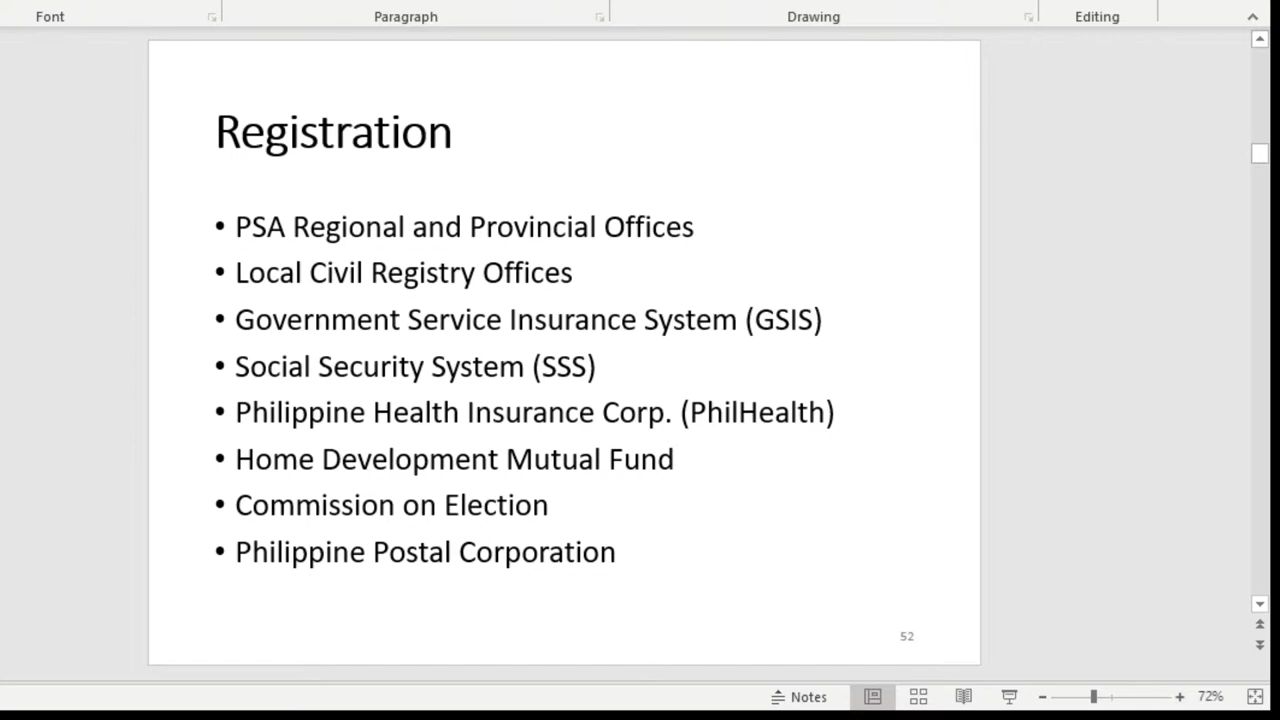 Font Paragraph Drawing Editing
Registration
• PSA Regional and Provincial Offices
• Local Civil Registry Offices
• Government Service Insurance System (GSIS)
• Social Security System (SSS)
• Philippine Health Insurance Corp. (PhilHealth)
• Home Development Mutual Fund
• Commission on Election
• Philippine Postal Corporation
52
Notes 72%